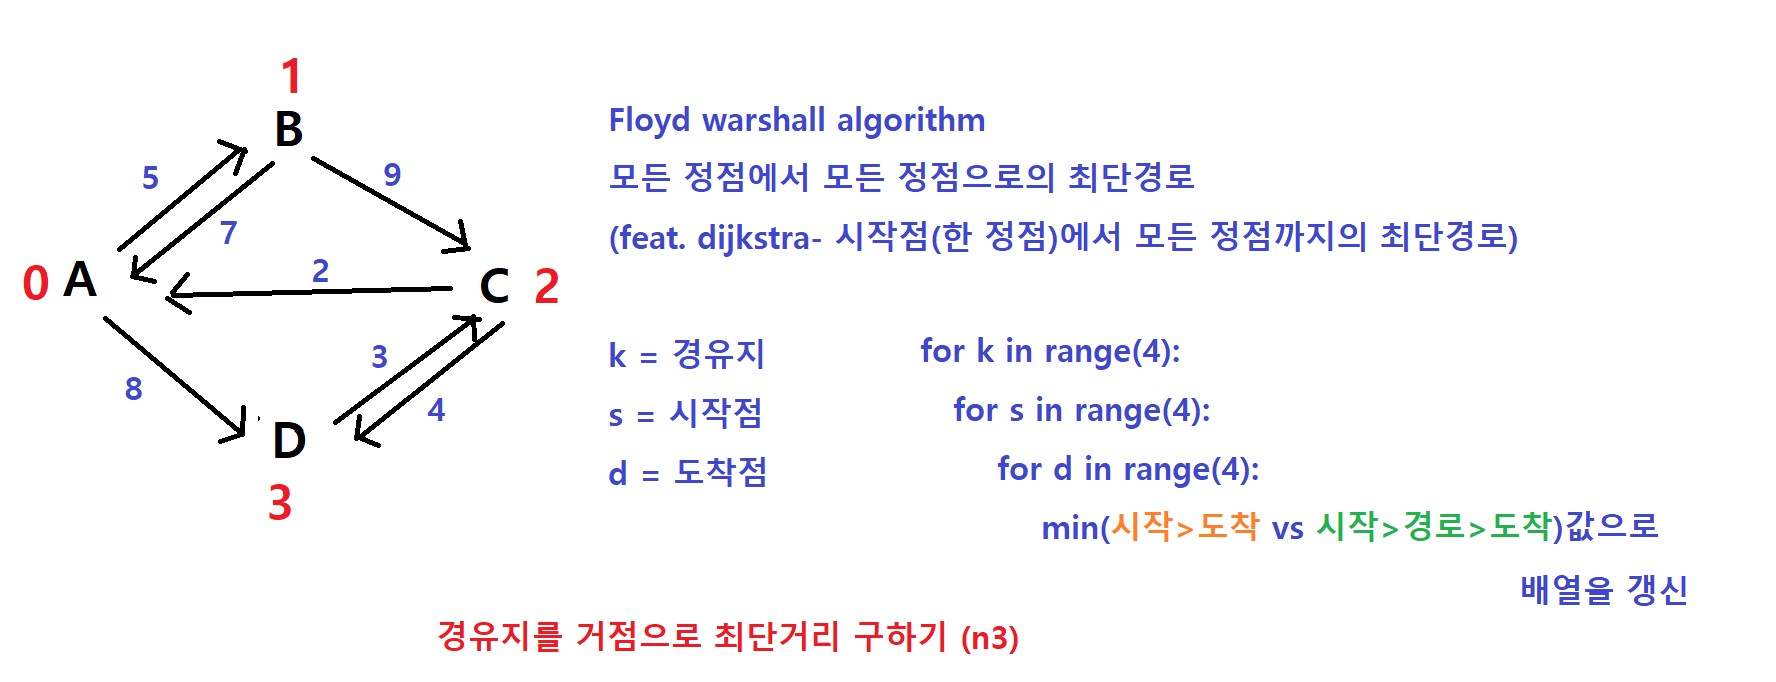 1
B
5
9
7
0 A
2
C 2
3
8
4
D
3
Floyd warshall algorithm
모든 정점에서 모든 정점으로의 최단경로
(feat. dijkstra- 시작점(한 정점)에서 모든 정점까지의 최단경로)
k = 경유지
s = 시작점
d = 도착점
for k in range(4):
for s in range(4):
for d in range(4):
min(시작>도착 vs 시작>경로>도착)값으로
배열을 갱신
경유지를 거점으로 최단거리 구하기 (n3)